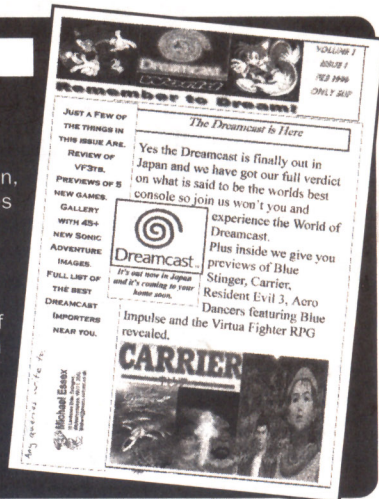 n,
s
f
Dreamcast
VOLUME 1
ISSUE 1
FEB 1999
ONLY 50P
Remember to Dream!
JUST A FEW OF
THE THINGS IN
THIS ISSUE ARE.
REVIEW OF
VF3TB.
PREVIEWS OF 5
NEW GAMES.
GALLERY
WITH 45+
NEW SONIC
ADVENTURE
IMAGES.
FULL LIST OF
THE BEST
DREAMCAST
IMPORTERS
NEAR YOU.
Any queries write to
Michael Essex
The Dreamcast is Here
Yes the Dreamcast is finally out in
Japan and we have got our full verdict
on what is said to be the worlds best
console so join us won't you and
experience the World of
Dreamcast.
Plus inside we give you
previews of Blue
Stinger, Carrier,
Resident Evil 3, Aero
Dancers featuring Blue
Impulse and the Virtua Fighter RPG
revealed.
Dreamcast
It's out now in Japan
and it's coming to your
home soon.
CARRIER